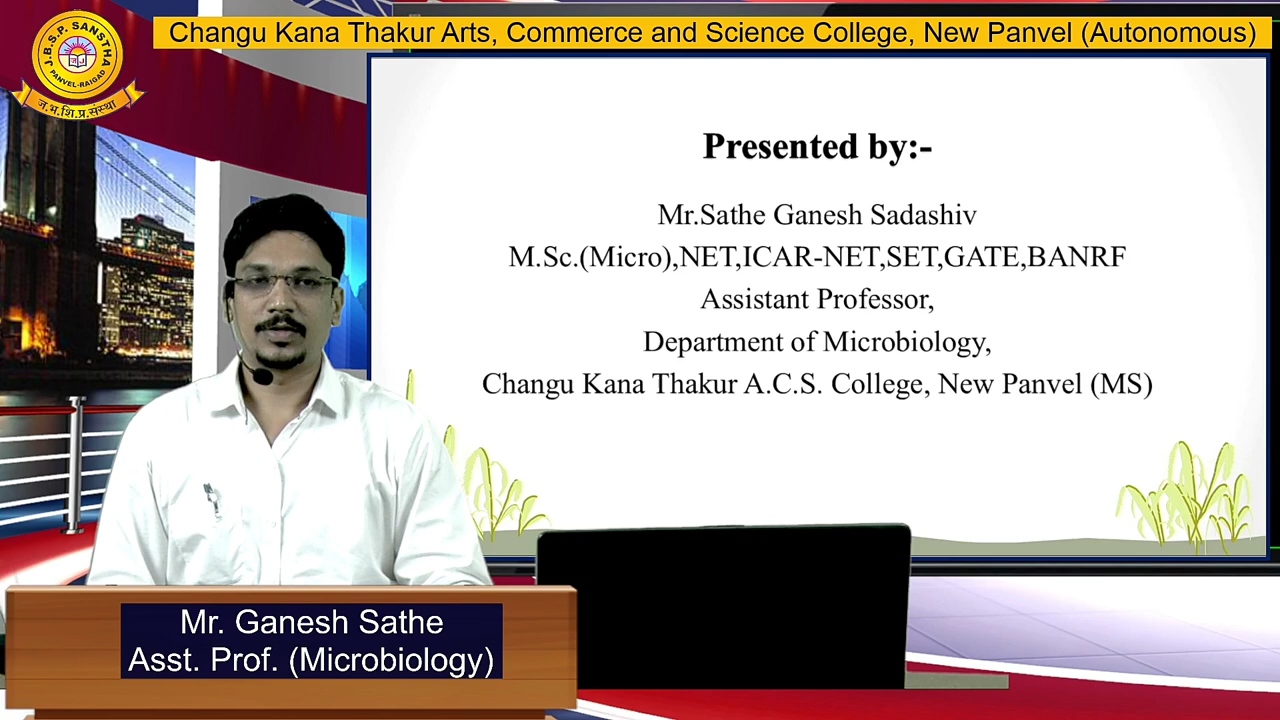 Changu Kana Thakur Arts, Commerce and Science College, New Panvel (Autonomous)
J.B.S.P. SANSTHA
PANVEL-RAIGAD
ज.भ.शि.प्र.संस्था
Presented by:-
Mr.Sathe Ganesh Sadashiv
M.Sc.(Micro),NET,ICAR-NET,SET,GATE,BANRF
Assistant Professor,
Department of Microbiology,
Changu Kana Thakur A.C.S. College, New Panvel (MS)
Mr. Ganesh Sathe
Asst. Prof. (Microbiology)